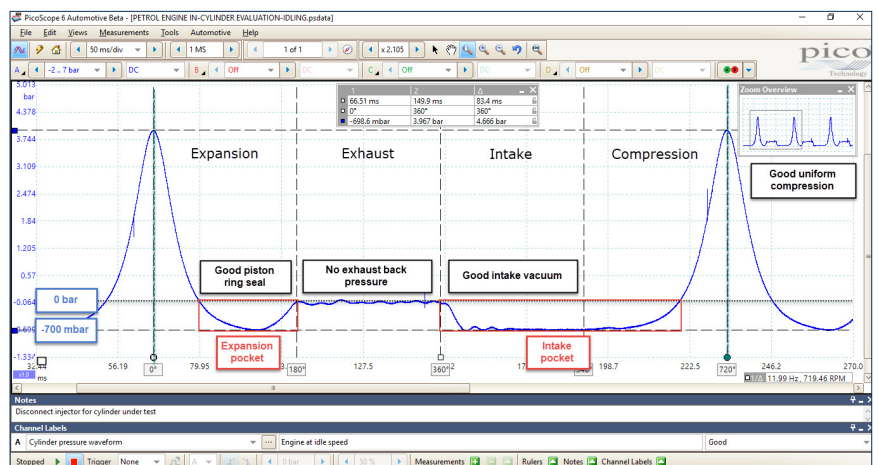 PicoScope 6 Automotive Beta - [PETROL ENGINE IN-CYLINDER EVALUATION-IDLING.psdata]
File Edit Views Measurements Tools Automotive Help
50 ms/div 1 MS 1 of 1 x 2.105
pico
Technology
A -2 .. 7 bar DC B Off DC C Off DC D Off DC
5.013
bar
4.378
3.744
3.109
2.474
1.84
1.205
0.57
-0.064
-0.699
-1.334
1 2 Δ
66.51 ms 149.9 ms 83.4 ms
0° 360° 360°
-698.6 mbar 3.967 bar 4.666 bar
Zoom Overview
Expansion Exhaust Intake Compression
Good uniform
compression
Good piston
ring seal
No exhaust back
pressure
Good intake vacuum
0 bar
-700 mbar
Expansion
pocket
Intake
pocket
x1.0 ms
56.19 0° 79.95 180° 127.5 360° 198.7 222.5 720° 246.2 270.0
1/Δ 11.99 Hz, 719.46 RPM
Notes
Disconnect injector for cylinder under test
Channel Labels
A Cylinder pressure waveform Engine at idle speed Good
Stopped Trigger None A 0 bar 50 % Measurements Rulers Notes Channel Labels